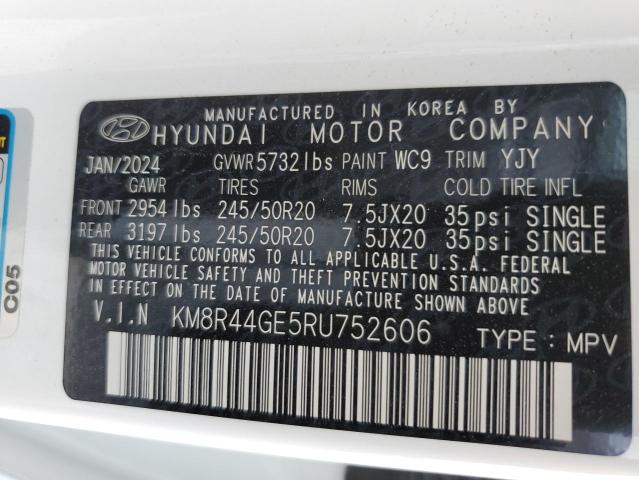 MANUFACTURED IN KOREA BY
HYUNDAI MOTOR COMPANY
JAN/2024 GVWR 5732 lbs PAINT WC9 TRIM YJY
GAWR TIRES RIMS COLD TIRE INFL
FRONT 2954 lbs 245/50R20 7.5JX20 35psi SINGLE
REAR 3197 lbs 245/50R20 7.5JX20 35psi SINGLE
THIS VEHICLE CONFORMS TO ALL APPLICABLE U.S.A. FEDERAL
MOTOR VEHICLE SAFETY AND THEFT PREVENTION STANDARDS
IN EFFECT ON THE DATE OF MANUFACTURE SHOWN ABOVE
V.I.N KM8R44GE5RU752606 TYPE : MPV
C05